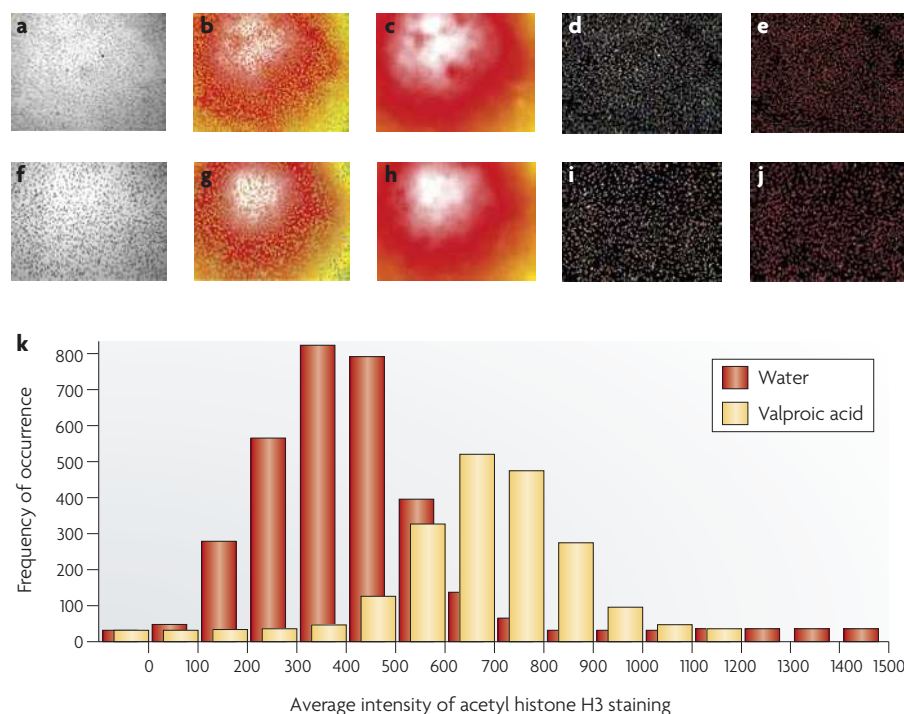 a b c d e
f g h i j
k
Water
Valproic acid
Frequency of occurrence
800
700
600
500
400
300
200
100
0
0 100 200 300 400 500 600 700 800 900 1000 1100 1200 1300 1400 1500
Average intensity of acetyl histone H3 staining